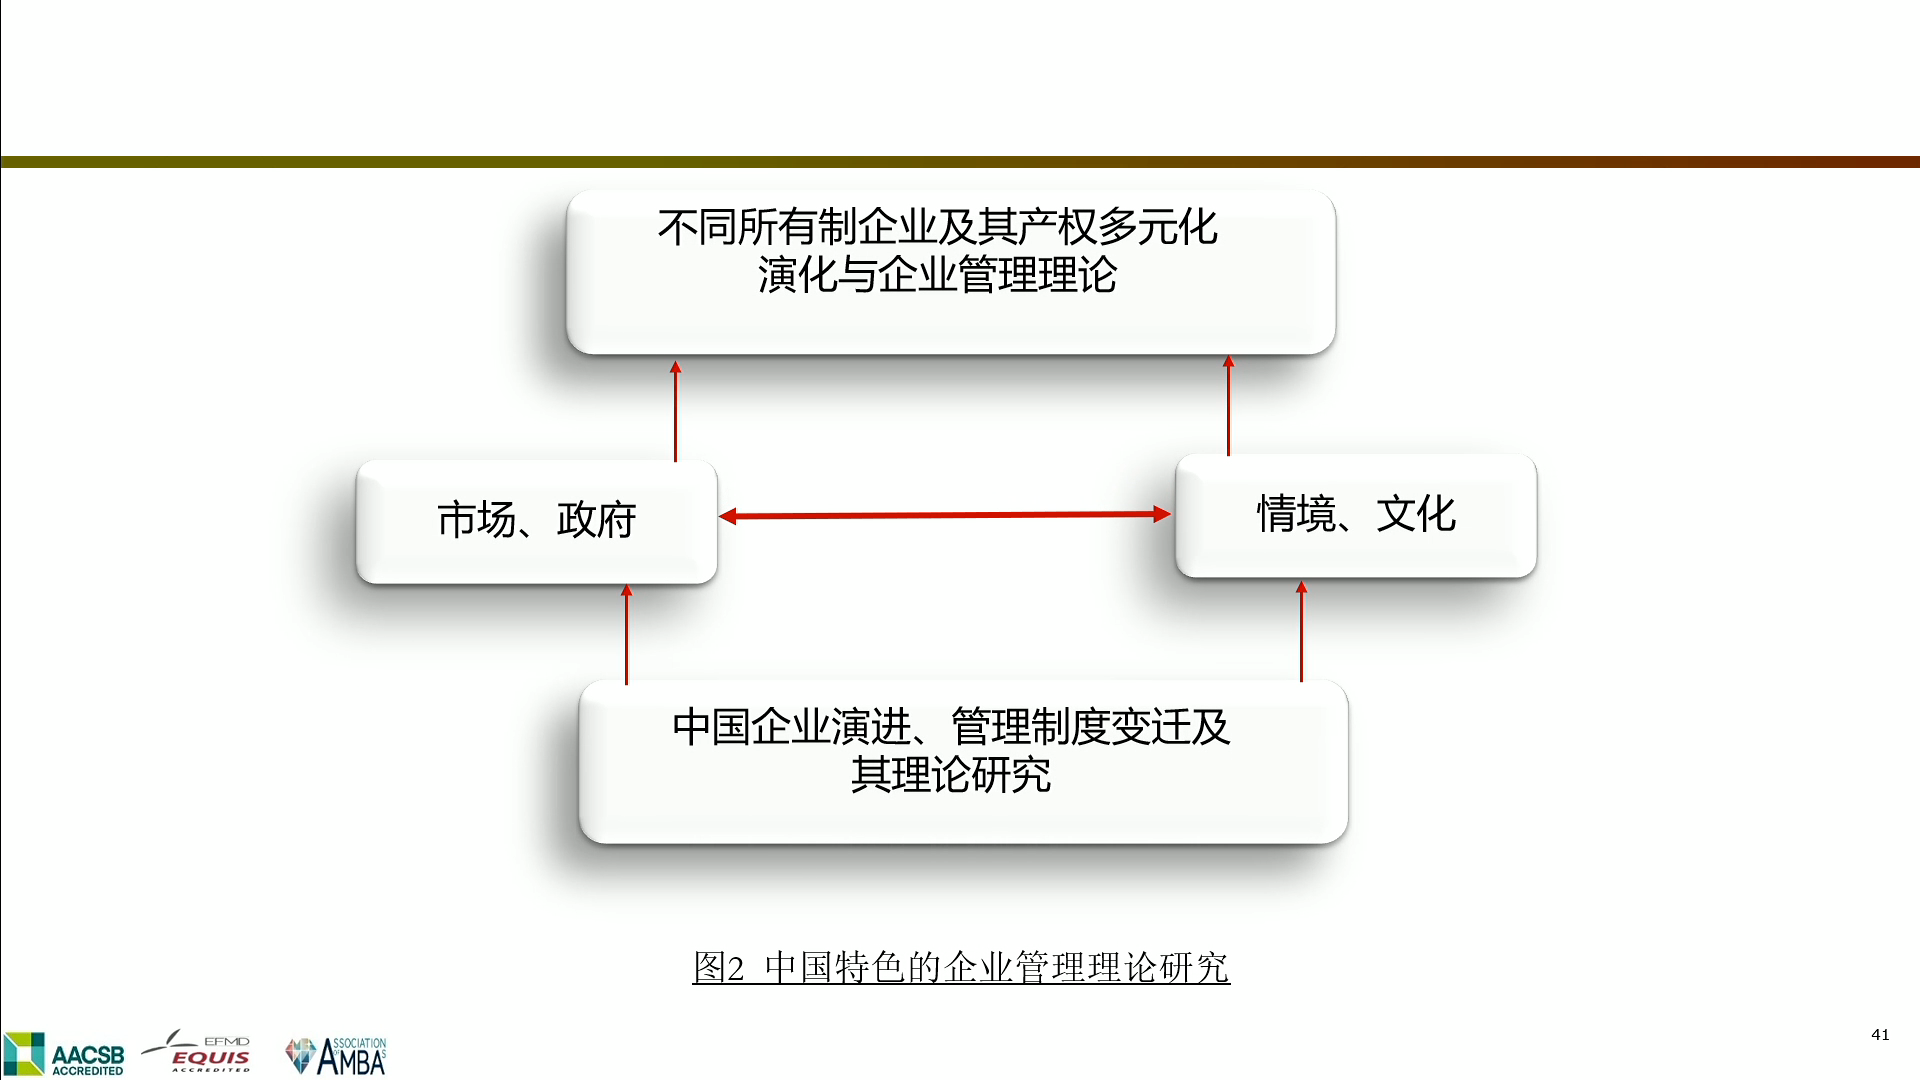 不同所有制企业及其产权多元化
演化与企业管理理论
市场、政府
情境、文化
中国企业演进、管理制度变迁及
其理论研究
图2 中国特色的企业管理理论研究
AACSB
ACCREDITED
EFMD
EQUIS
ACCREDITED
ASSOCIATION
OF
AMBAS
41